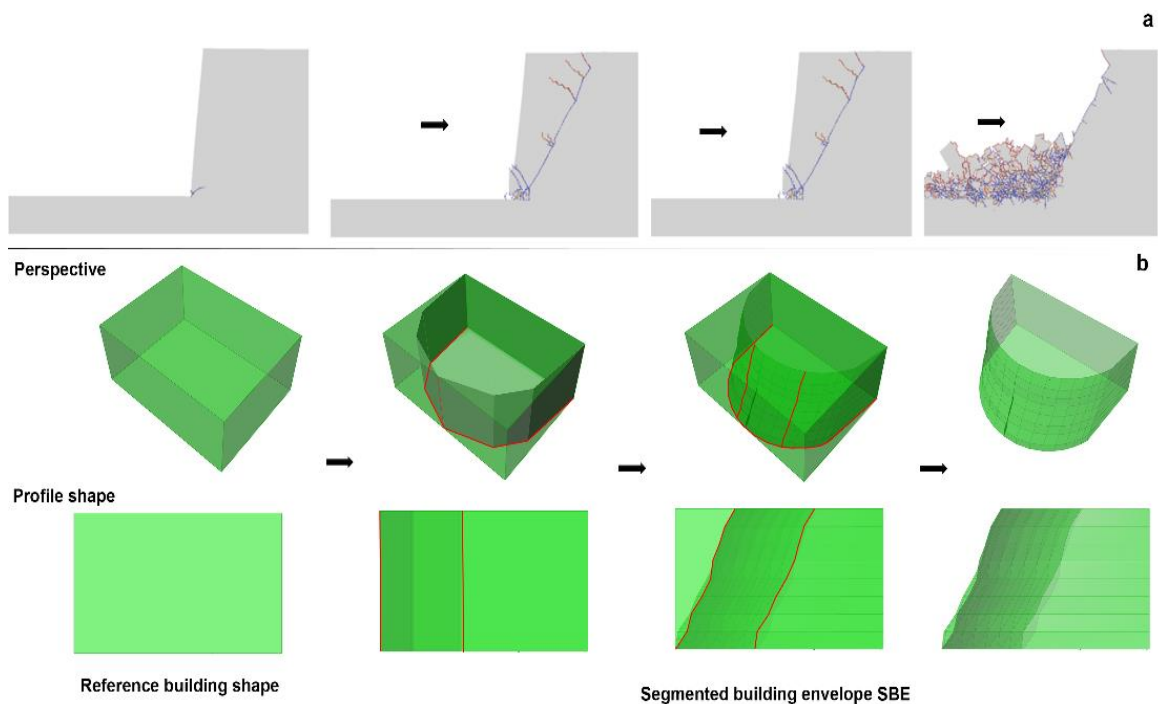 a
b
Perspective
Profile shape
Reference building shape
Segmented building envelope SBE